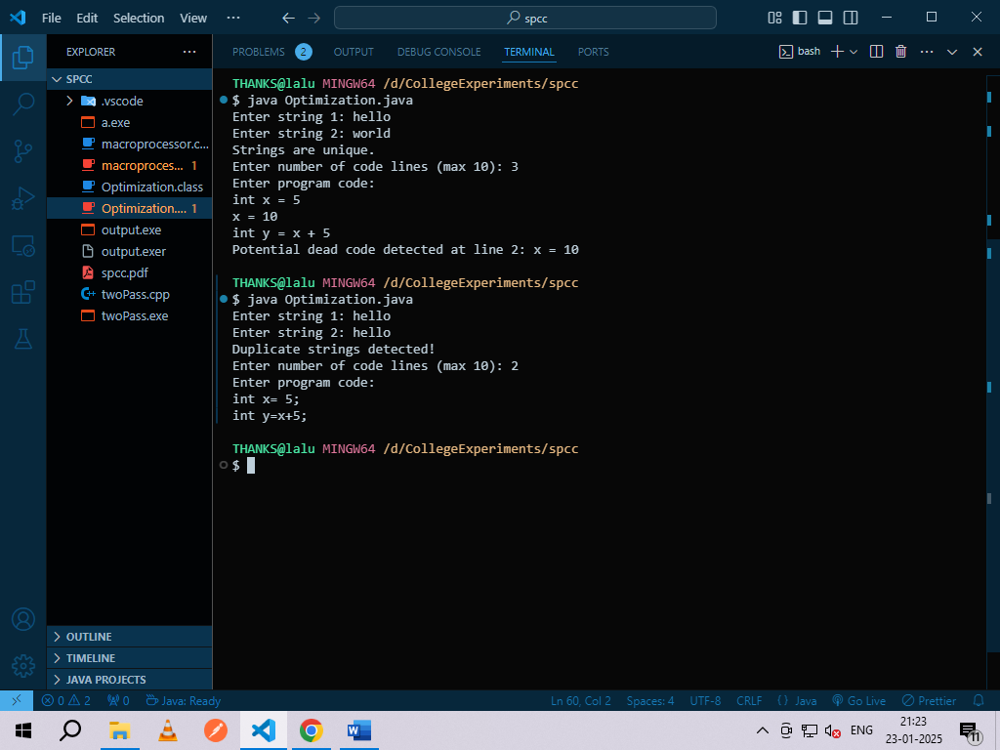 File Edit Selection View ··· spcc
EXPLORER ···
SPCC
.vscode
a.exe
macroprocessor.c...
macroproces... 1
Optimization.class
Optimization.... 1
output.exe
output.exer
spcc.pdf
twoPass.cpp
twoPass.exe
OUTLINE
TIMELINE
JAVA PROJECTS
PROBLEMS 2 OUTPUT DEBUG CONSOLE TERMINAL PORTS bash ···
THANKS@lalu MINGW64 /d/CollegeExperiments/spcc
$ java Optimization.java
Enter string 1: hello
Enter string 2: world
Strings are unique.
Enter number of code lines (max 10): 3
Enter program code:
int x = 5
x = 10
int y = x + 5
Potential dead code detected at line 2: x = 10
THANKS@lalu MINGW64 /d/CollegeExperiments/spcc
$ java Optimization.java
Enter string 1: hello
Enter string 2: hello
Duplicate strings detected!
Enter number of code lines (max 10): 2
Enter program code:
int x= 5;
int y=x+5;
THANKS@lalu MINGW64 /d/CollegeExperiments/spcc
$
0 2 0 Java: Ready Ln 60, Col 2 Spaces: 4 UTF-8 CRLF {} Java Go Live Prettier
ENG
21:23
23-01-2025
11